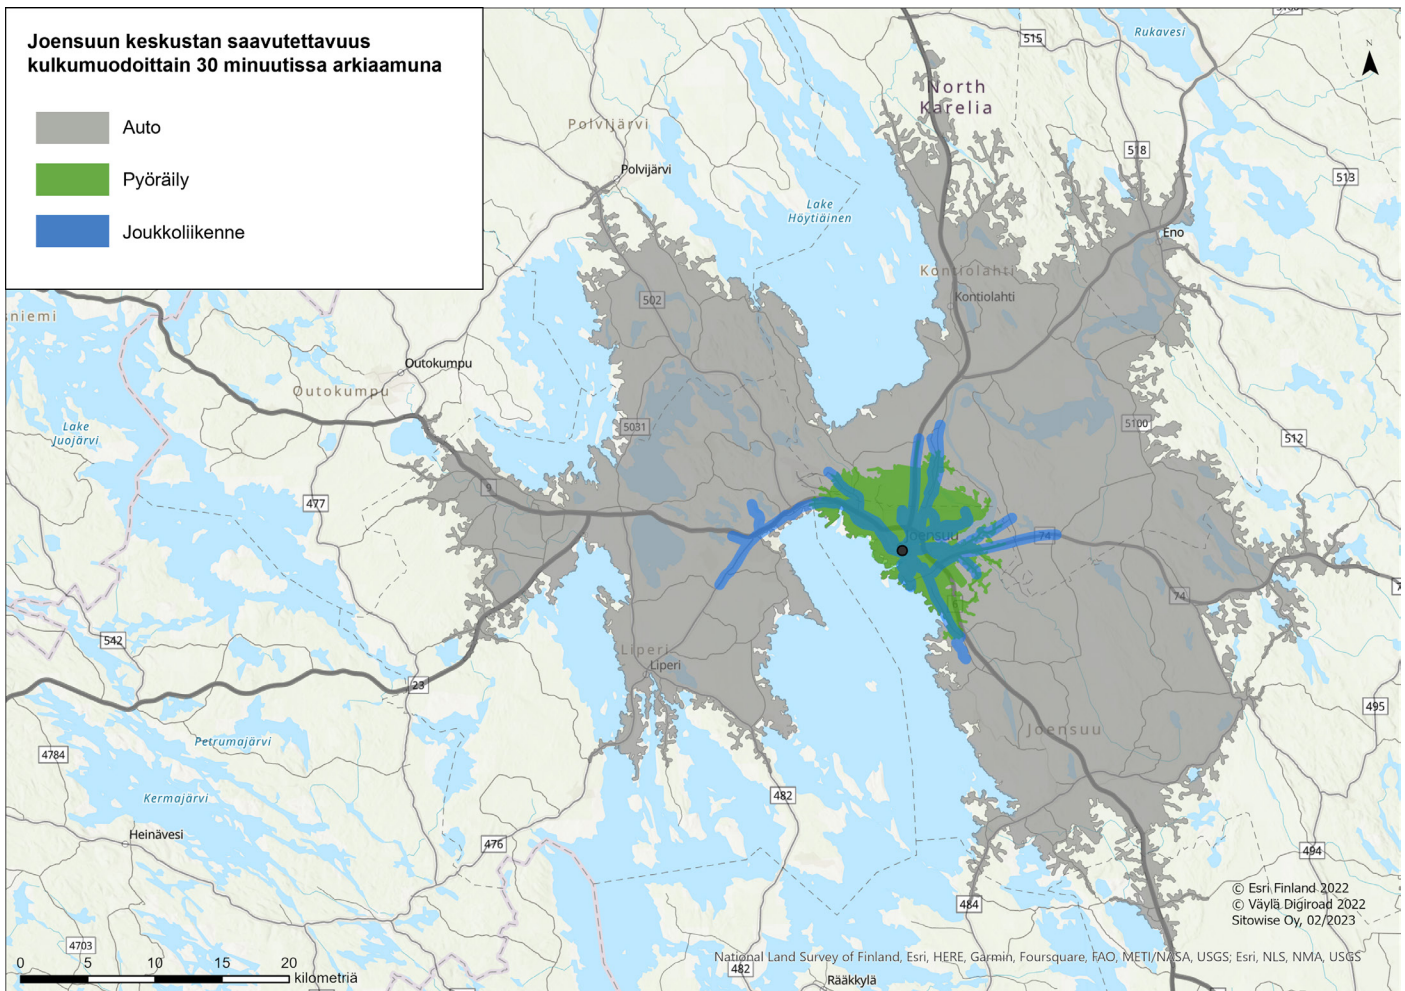 Joensuun keskustan saavutettavuus
kulkumuodoittain 30 minuutissa arkiaamuna
Auto
Pyöräily
Joukkoliikenne
N
Rukavesi
515
North
Karelia
518
513
Polvijärvi
Polvijärvi
Lake
Höytiäinen
Eno
Kontiolahti
Kontiolahti
502
sniemi
Outokumpu
Outokumpu
Lake
Juojärvi
5031
5100
512
9
477
Joensuu
74
74
6
542
Liperi
Liperi
23
495
Joensuu
Petrumajärvi
4784
Kermajärvi
482
Heinävesi
476
494
484
© Esri Finland 2022
© Väylä Digiroad 2022
Sitowise Oy, 02/2023
4703
National Land Survey of Finland, Esri, HERE, Garmin, Foursquare, FAO, METI/NASA, USGS; Esri, NLS, NMA, USGS
482
0 5 10 15 20
kilometriä
Rääkkylä